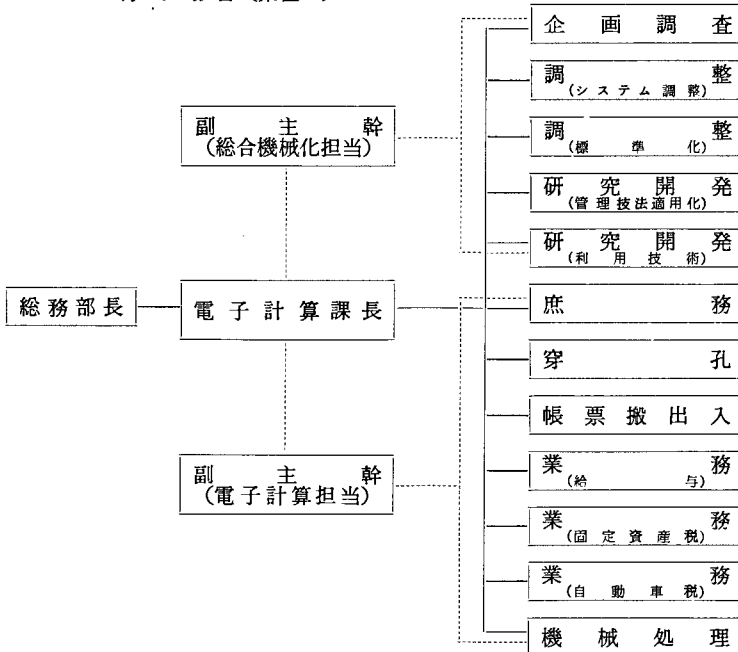 企画調査
調整
(システム調整)
副主幹
(総合機械化担当)
調整
(標準化)
研究開発
(管理技法適用化)
研究開発
(利用技術)
総務部長
電子計算課長
庶務
穿孔
帳票搬出入
副主幹
(電子計算担当)
業務
(給与)
業務
(固定資産税)
業務
(自動車税)
機械処理